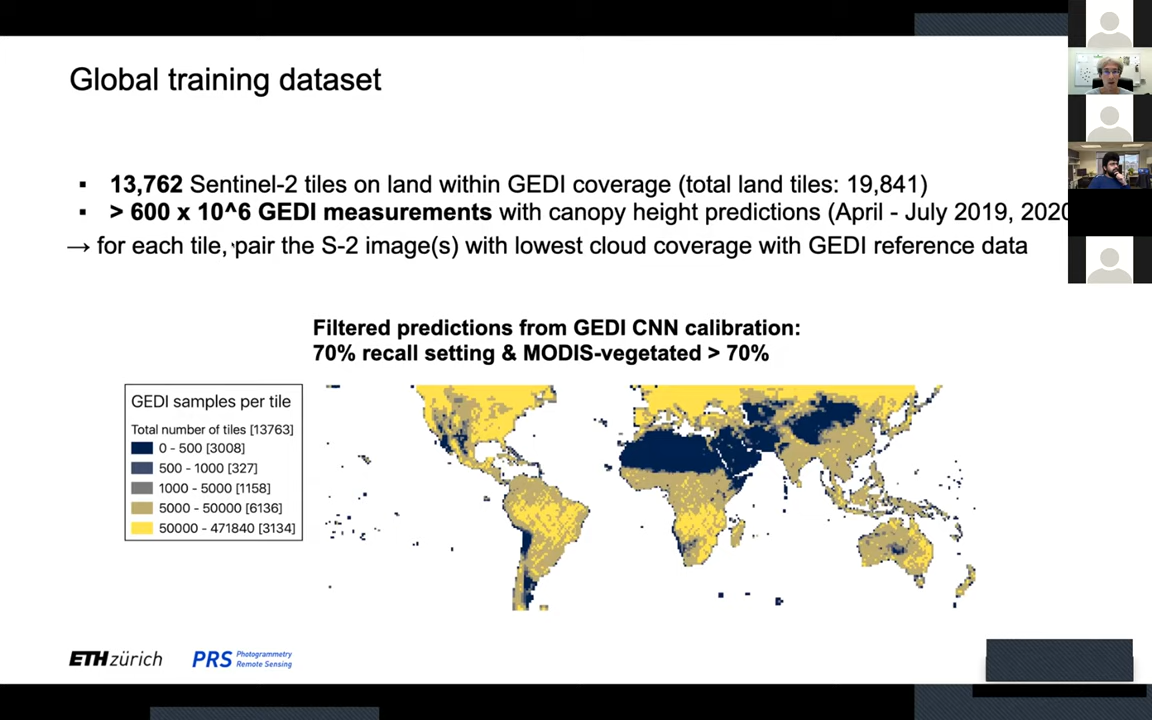 Global training dataset
▪ 13,762 Sentinel-2 tiles on land within GEDI coverage (total land tiles: 19,841)
▪ > 600 x 10^6 GEDI measurements with canopy height predictions (April - July 2019, 2020
→ for each tile, pair the S-2 image(s) with lowest cloud coverage with GEDI reference data
Filtered predictions from GEDI CNN calibration:
70% recall setting & MODIS-vegetated > 70%
GEDI samples per tile
Total number of tiles [13763]
0 - 500 [3008]
500 - 1000 [327]
1000 - 5000 [1158]
5000 - 50000 [6136]
50000 - 471840 [3134]
ETH zürich
PRS Photogrammetry
Remote Sensing